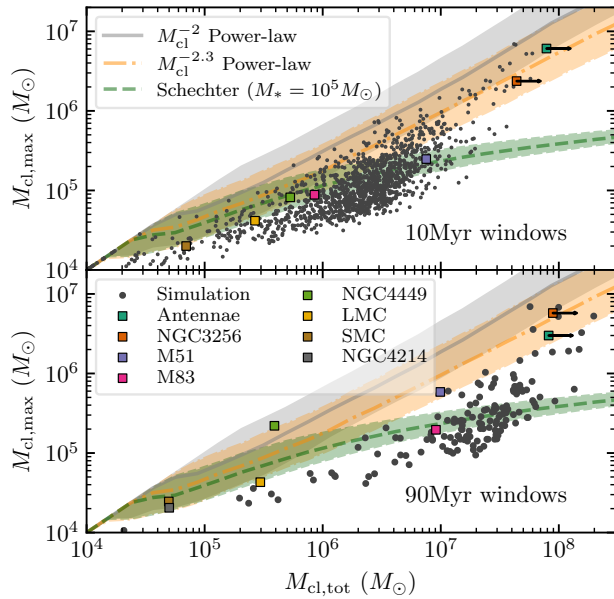 10^7
10^6
10^5
10^4
M_cl,max (M_⊙)
M_cl^−2 Power-law
M_cl^−2.3 Power-law
Schechter (M_* = 10^5 M_⊙)
10Myr windows
10^7
10^6
10^5
10^4
M_cl,max (M_⊙)
Simulation
Antennae
NGC3256
M51
M83
NGC4449
LMC
SMC
NGC4214
90Myr windows
10^4 10^5 10^6 10^7 10^8
M_cl,tot (M_⊙)